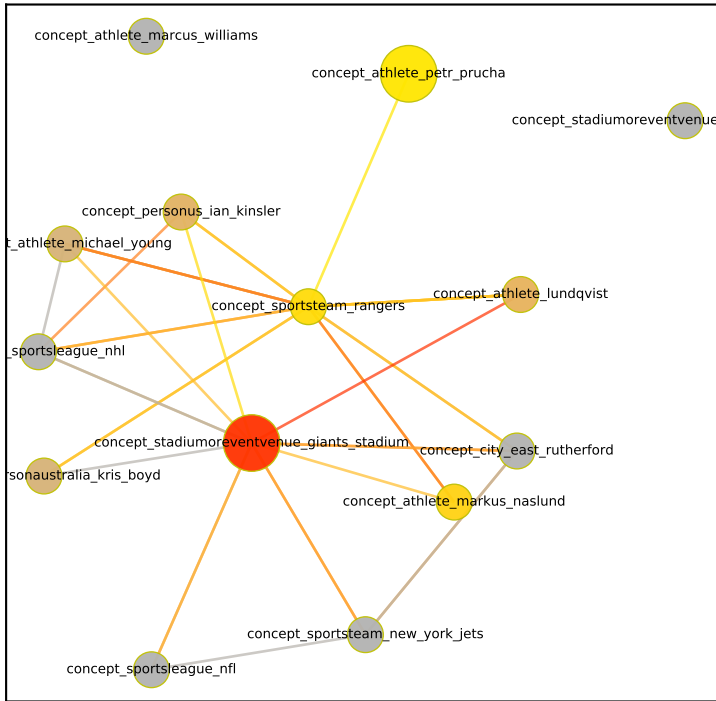 concept_athlete_marcus_williams
concept_athlete_petr_prucha
concept_stadiumoreventvenue
concept_personus_ian_kinsler
t_athlete_michael_young
concept_athlete_lundqvist
concept_sportsteam_rangers
_sportsleague_nhl
concept_stadiumoreventvenue_giants_stadium
concept_city_east_rutherford
rsonaustralia_kris_boyd
concept_athlete_markus_naslund
concept_sportsteam_new_york_jets
concept_sportsleague_nfl